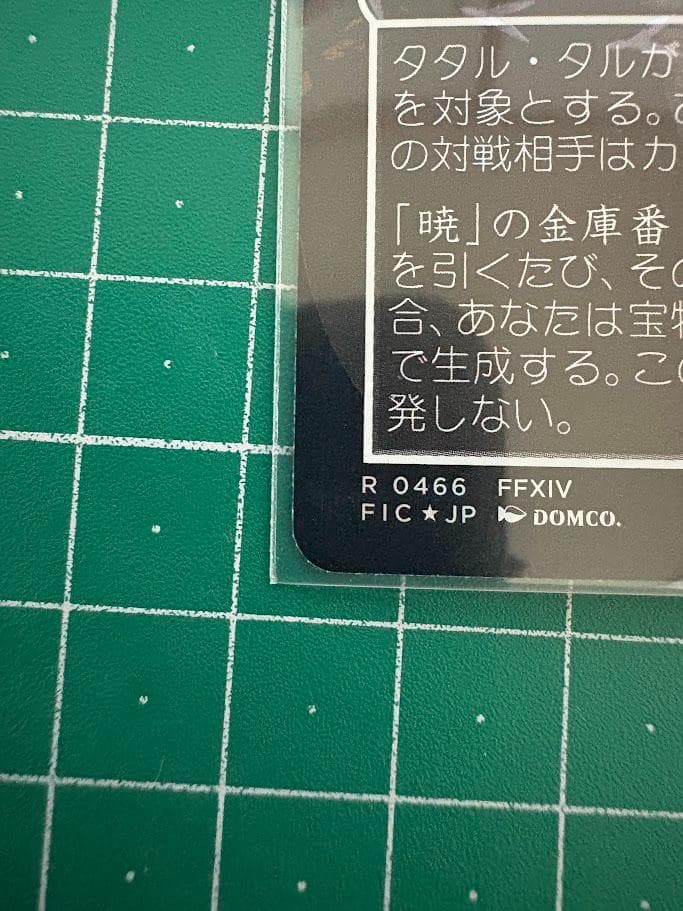 タタル・タルが
を対象とする。
の対戦相手はカ
「暁」の金庫番
を引くたび、その
合、あなたは宝物
で生成する。この
発しない。
R 0466 FFXIV
FIC★JP DOMCO.